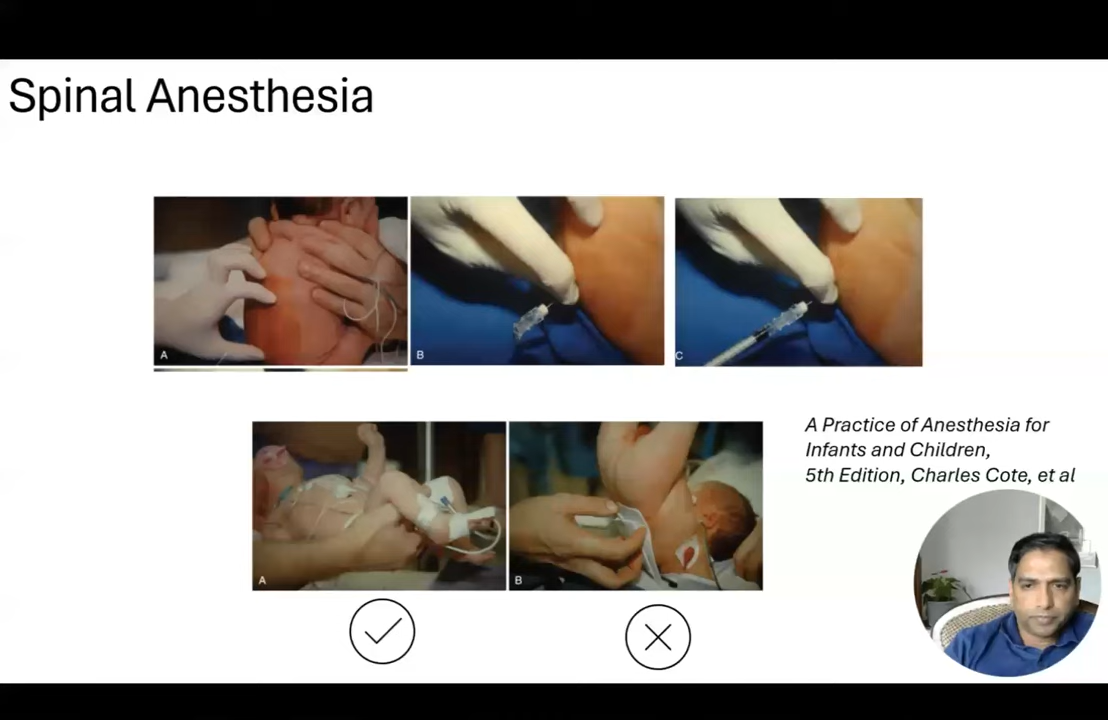 Spinal Anesthesia
A
B
C
A
B
A Practice of Anesthesia for
Infants and Children,
5th Edition, Charles Cote, et al